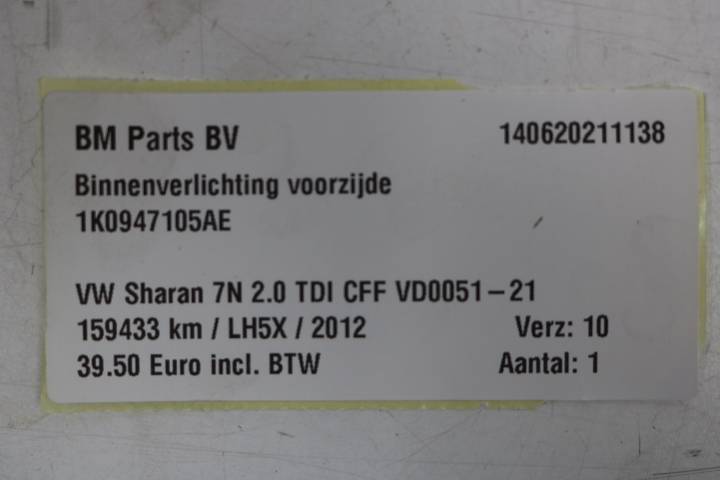 BM Parts BV 140620211138
Binnenverlichting voorzijde
1K0947105AE
VW Sharan 7N 2.0 TDI CFF VD0051-21
159433 km / LH5X / 2012 Verz: 10
39.50 Euro incl. BTW Aantal: 1